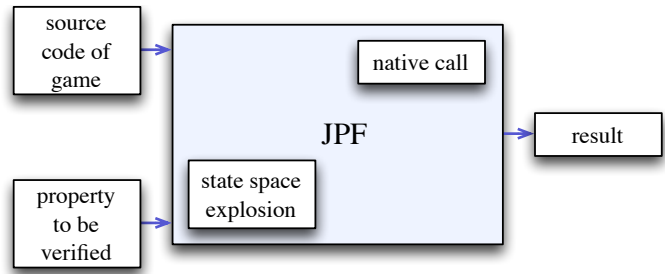 source
code of
game
native call
JPF
result
state space
explosion
property
to be
verified